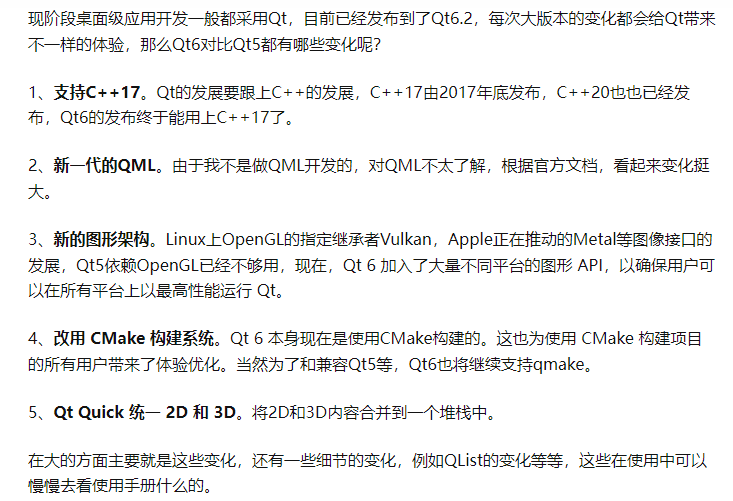 现阶段桌面级应用开发一般都采用Qt，目前已经发布到了Qt6.2，每次大版本的变化都会给Qt带来
不一样的体验，那么Qt6对比Qt5都有哪些变化呢？
1、支持C++17。Qt的发展要跟上C++的发展，C++17由2017年底发布，C++20也也已经发
布，Qt6的发布终于能用上C++17了。
2、新一代的QML。由于我不是做QML开发的，对QML不太了解，根据官方文档，看起来变化挺
大。
3、新的图形架构。Linux上OpenGL的指定继承者Vulkan，Apple正在推动的Metal等图像接口的
发展，Qt5依赖OpenGL已经不够用，现在，Qt 6 加入了大量不同平台的图形 API，以确保用户可
以在所有平台上以最高性能运行 Qt。
4、改用 CMake 构建系统。Qt 6 本身现在是使用CMake构建的。这也为使用 CMake 构建项目
的所有用户带来了体验优化。当然为了和兼容Qt5等，Qt6也将继续支持qmake。
5、Qt Quick 统一 2D 和 3D。将2D和3D内容合并到一个堆栈中。
在大的方面主要就是这些变化，还有一些细节的变化，例如QList的变化等等，这些在使用中可以
慢慢去看使用手册什么的。